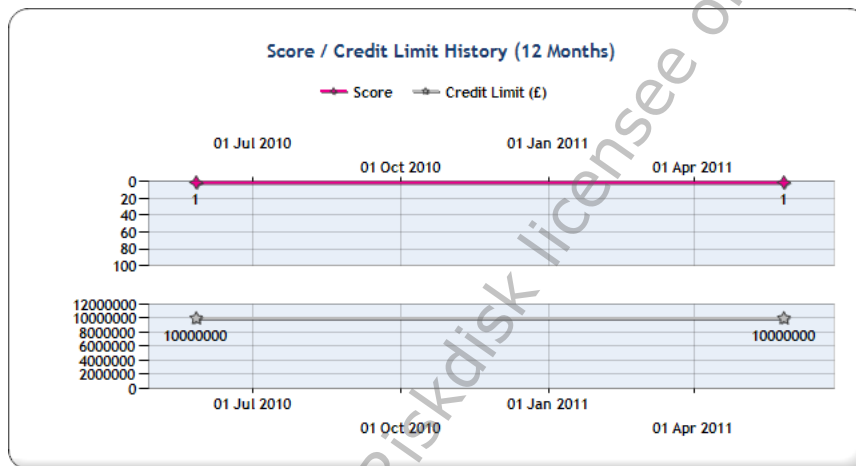 Score / Credit Limit History (12 Months)
Score Credit Limit (£)
01 Jul 2010 01 Jan 2011
01 Oct 2010 01 Apr 2011
0
20
40
60
80
100
1 1
12000000
10000000
8000000
6000000
4000000
2000000
0
10000000 10000000
01 Jul 2010 01 Jan 2011
01 Oct 2010 01 Apr 2011
Riskdisk licensee o